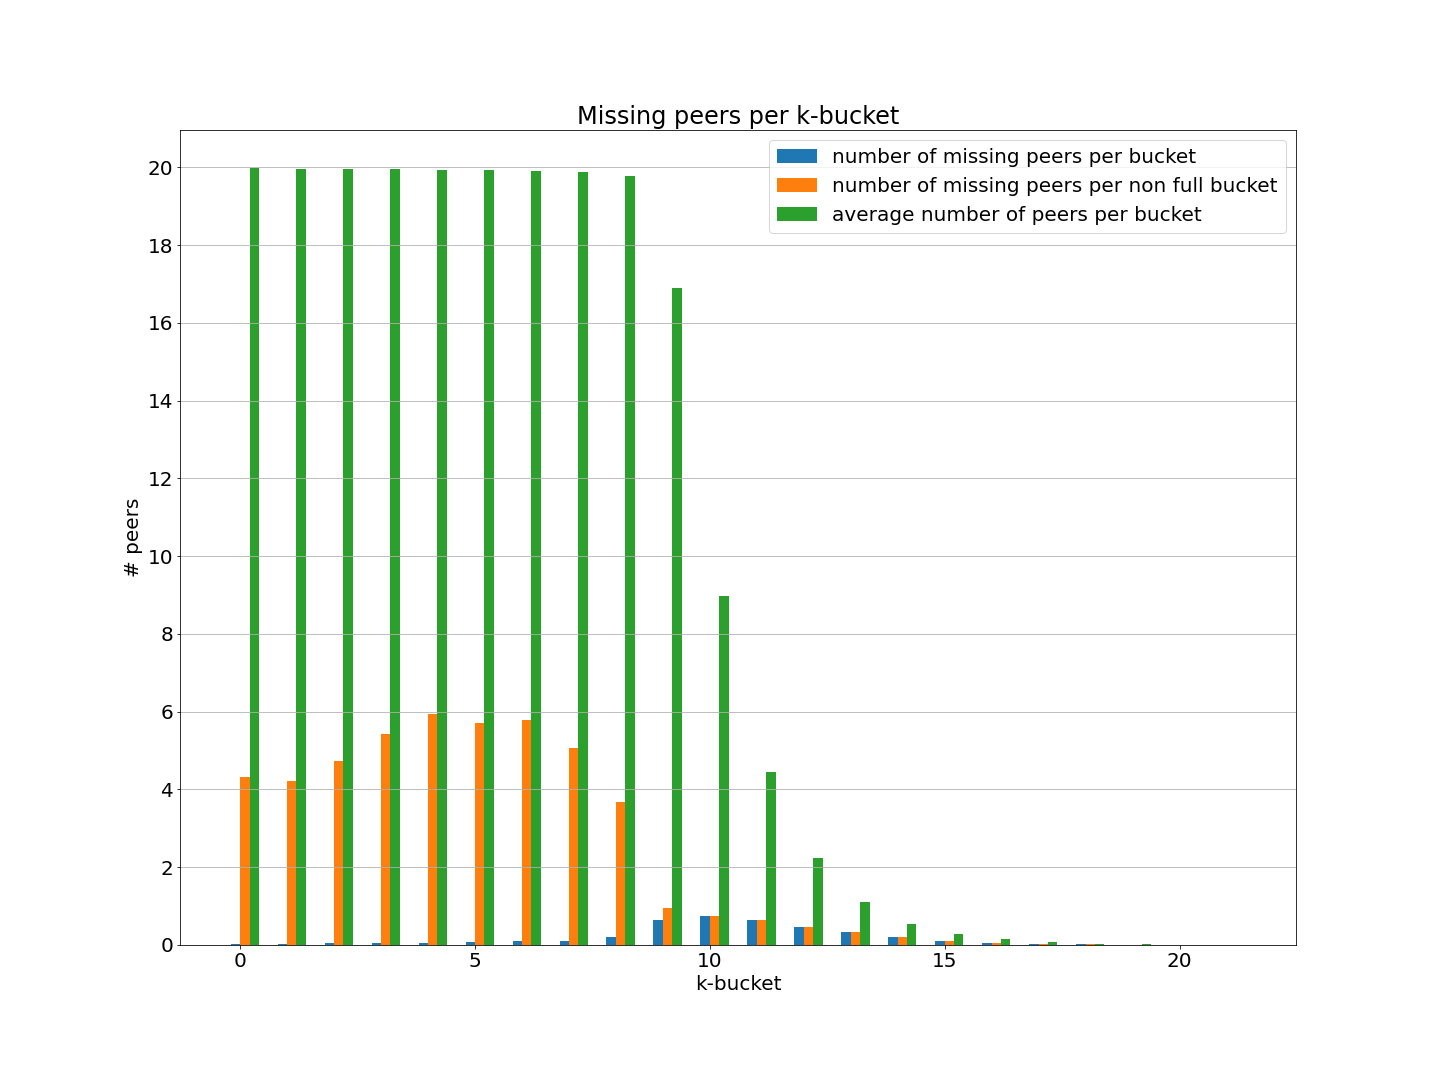 Missing peers per k-bucket
number of missing peers per bucket
number of missing peers per non full bucket
average number of peers per bucket
20
18
16
14
12
10
8
6
4
2
0
# peers
0 5 10 15 20
k-bucket